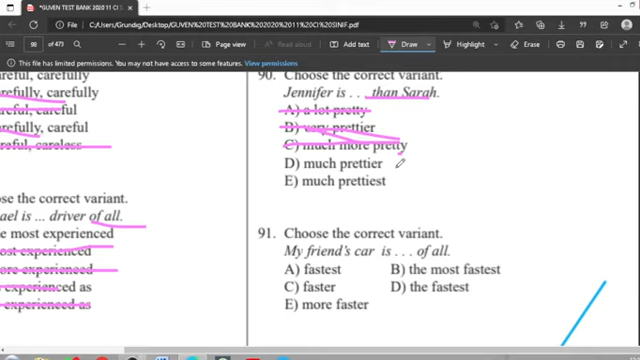 GUVEN TEST BANK 2020 11 CI S
File | C:/Users/Grundig/Desktop/GUVEN%20TEST%20BANK%202020%2011%20CI%20SINIF.pdf
98 of 473 Page view Read aloud Add text Draw Highlight Erase
This file has limited permissions. You may not have access to some features. View permissions
careful, carefully
carefully, carefully
careful, careful
carefully, careful
careful, careless
ose the correct variant.
ael is ... driver of all.
e most experienced
ost experienced
ore experienced
experienced as
experienced as
90. Choose the correct variant.
Jennifer is . . . than Sarah.
A) a lot pretty
B) very prettier
C) much more pretty
D) much prettier
E) much prettiest
91. Choose the correct variant.
My friend's car is . . . of all.
A) fastest B) the most fastest
C) faster D) the fastest
E) more faster